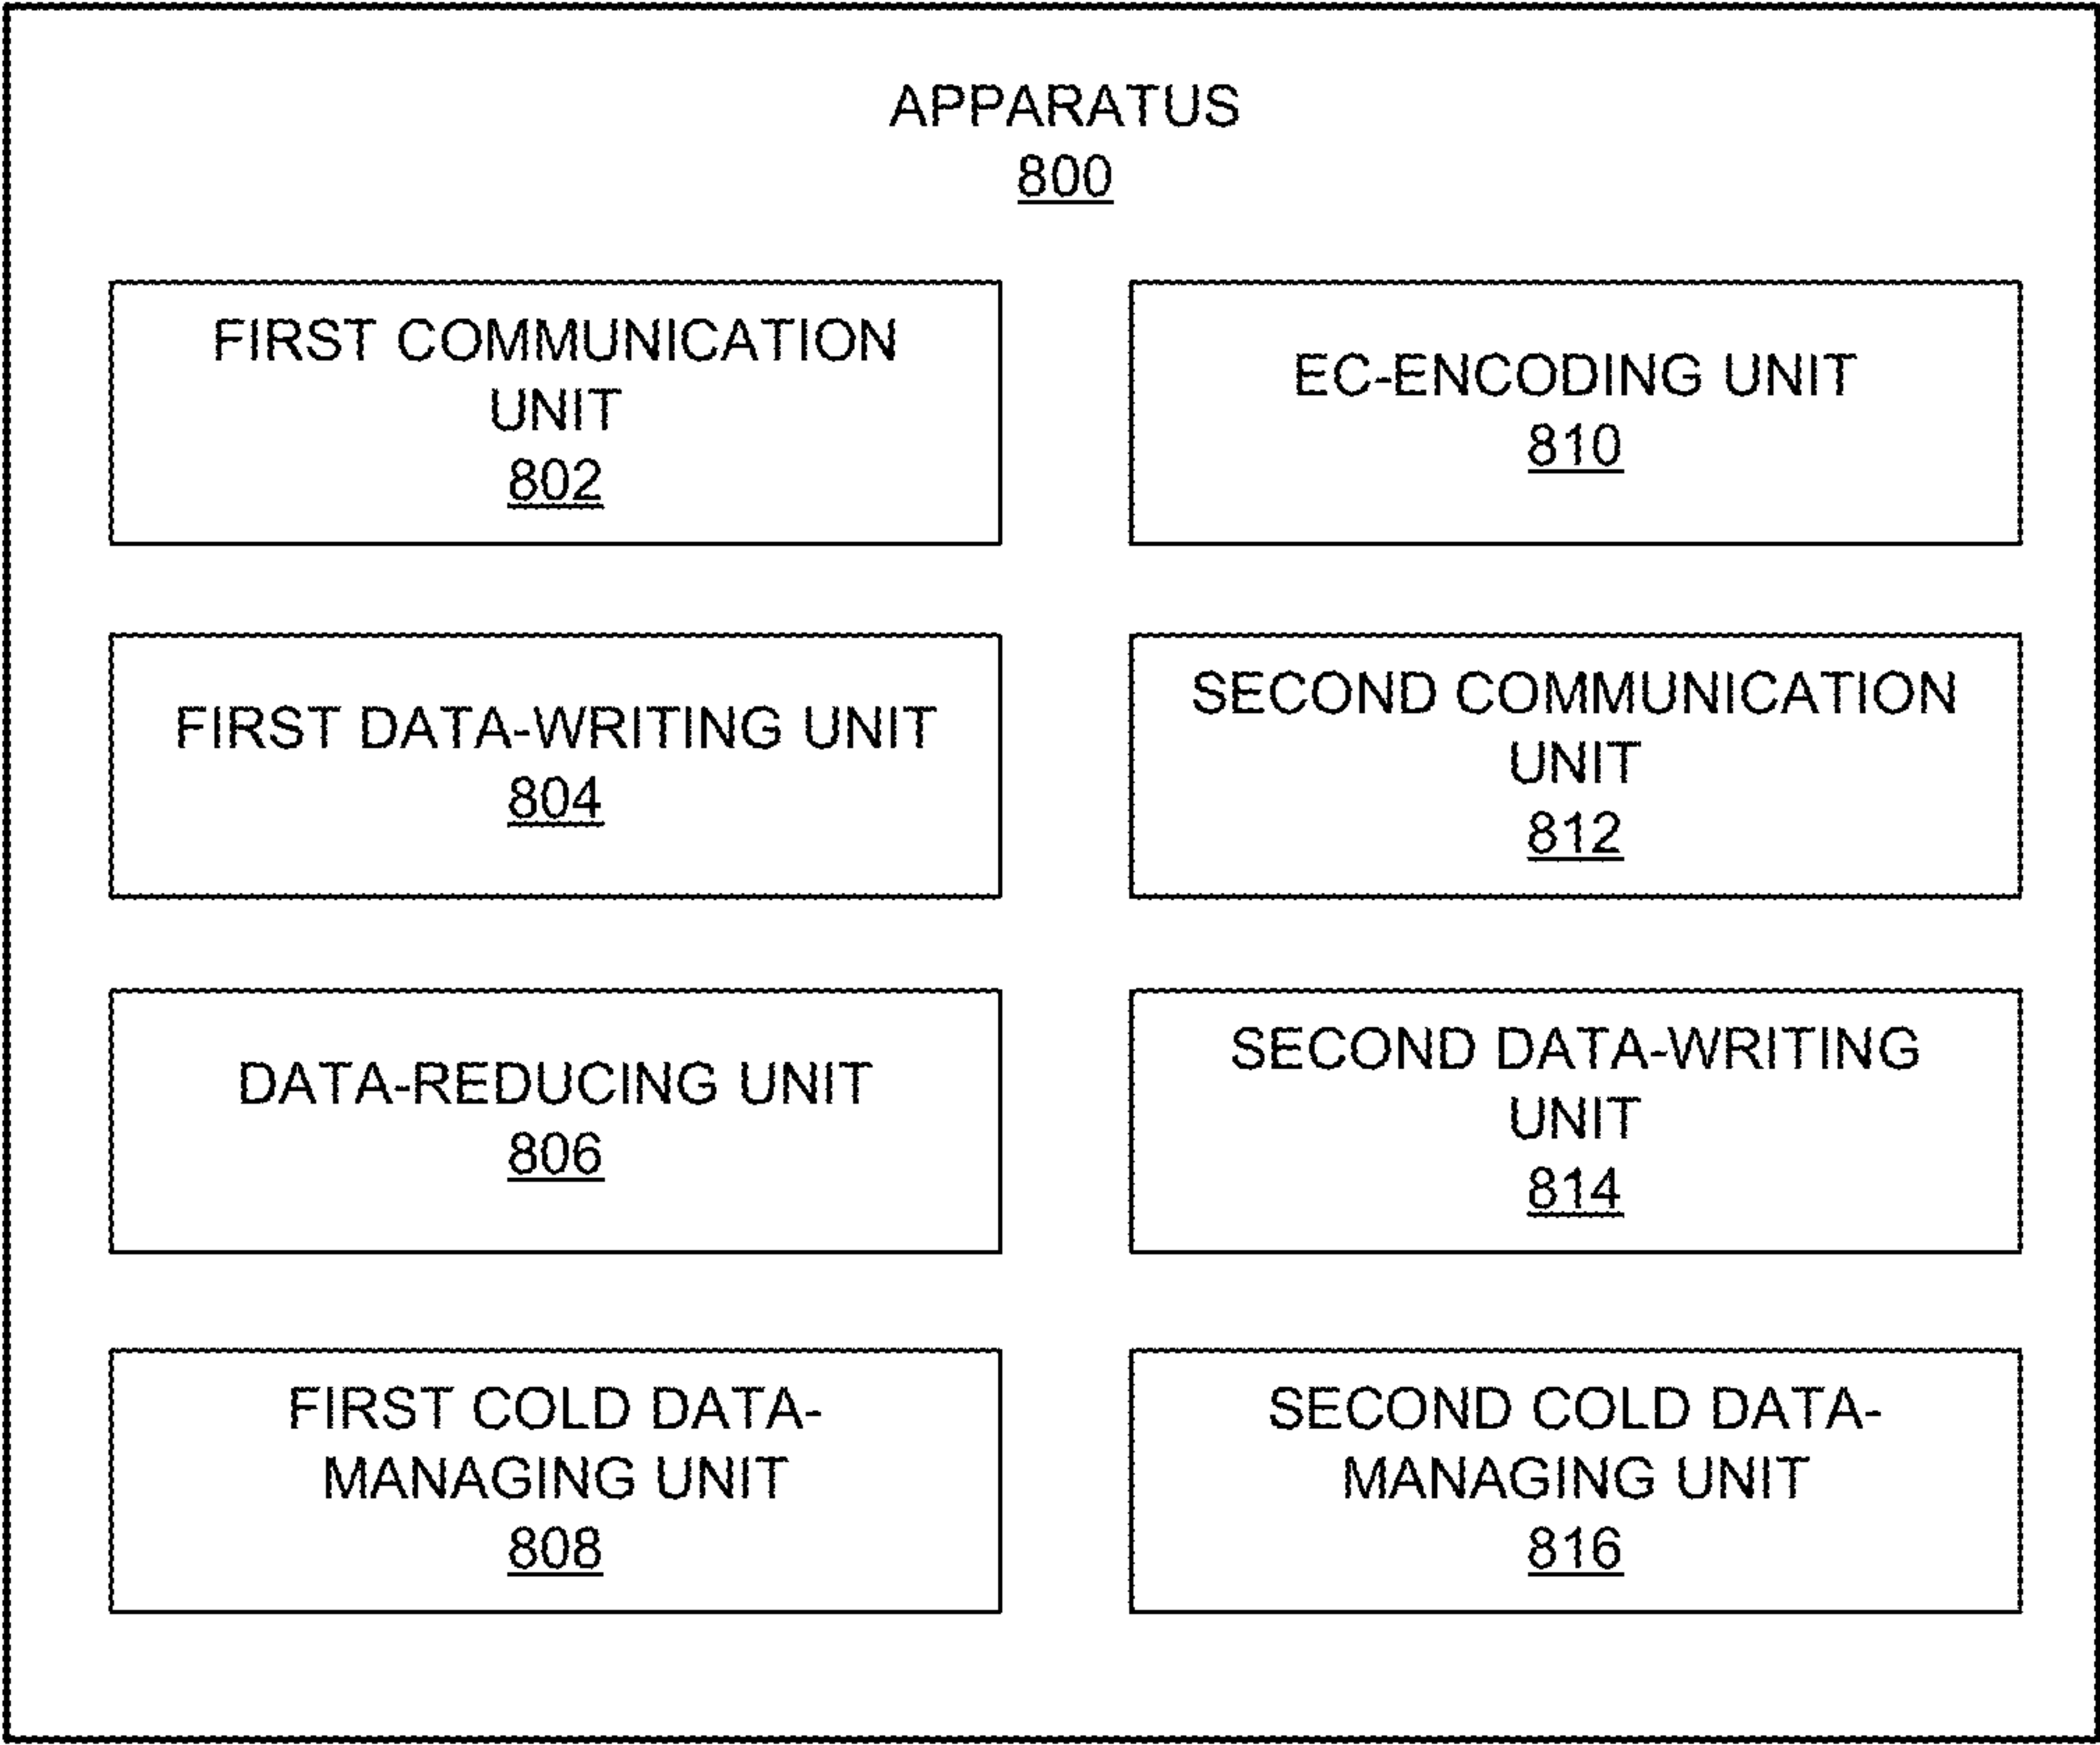 APPARATUS
800
FIRST COMMUNICATION
UNIT
802
FIRST DATA-WRITING UNIT
804
DATA-REDUCING UNIT
806
FIRST COLD DATA-
MANAGING UNIT
808
EC-ENCODING UNIT
810
SECOND COMMUNICATION
UNIT
812
SECOND DATA-WRITING
UNIT
814
SECOND COLD DATA-
MANAGING UNIT
816